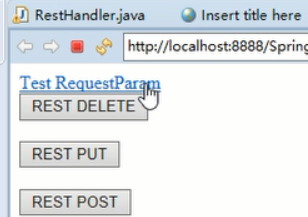 RestHandler.java Insert title here
http://localhost:8888/Spring
Test RequestParam
REST DELETE
REST PUT
REST POST